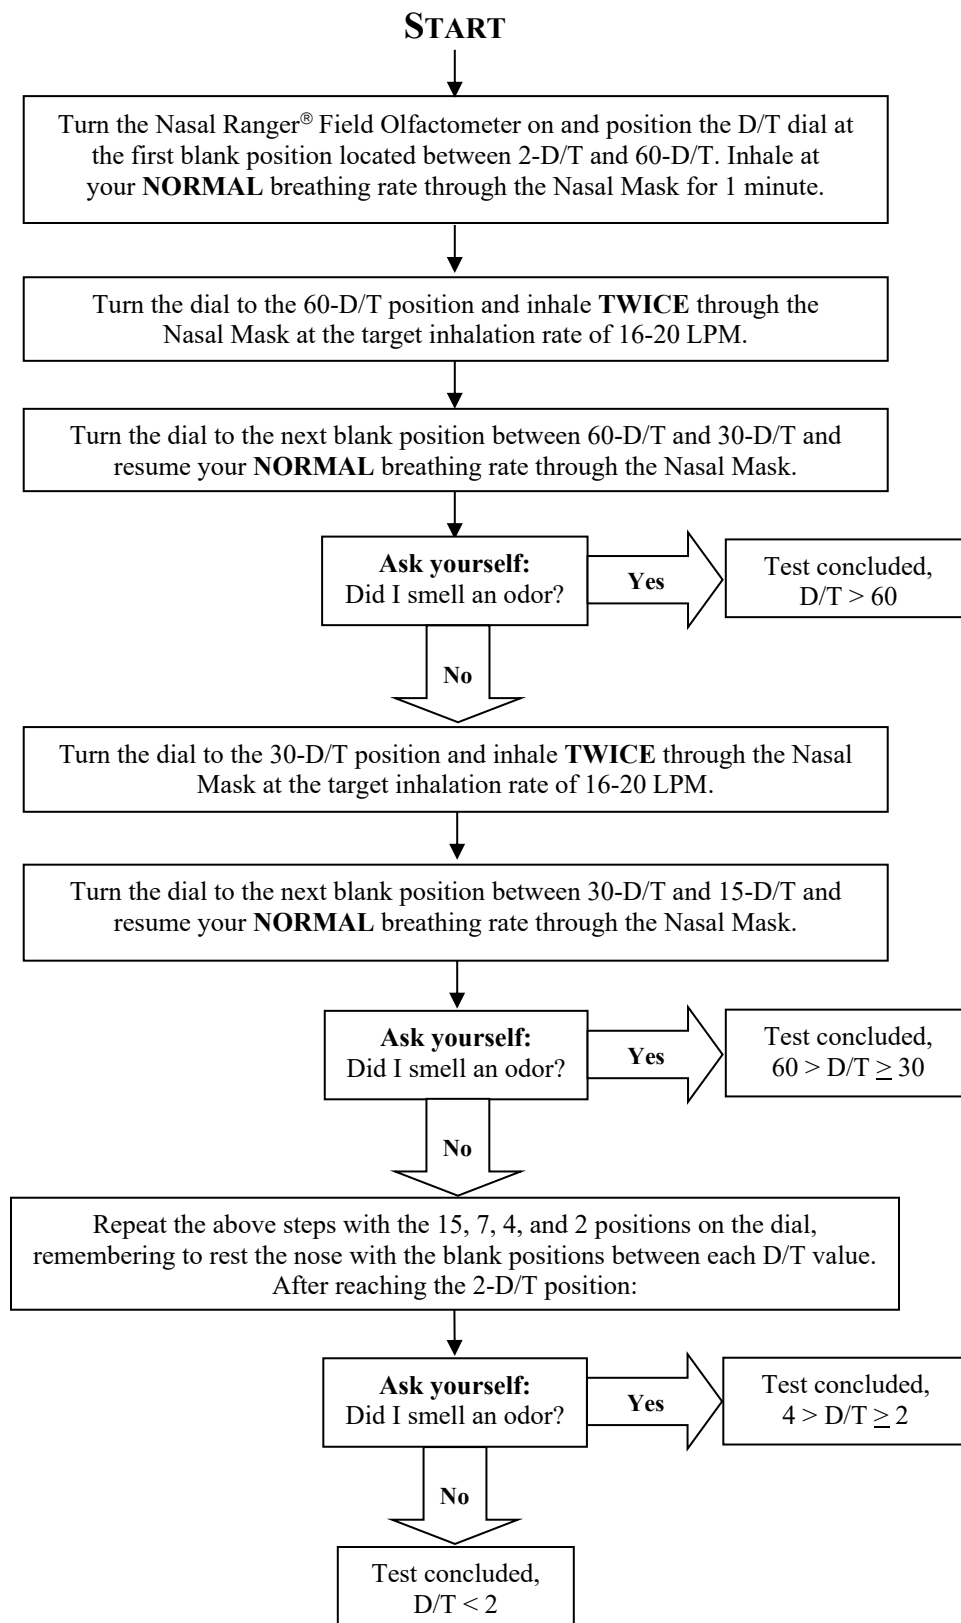 START
Turn the Nasal Ranger® Field Olfactometer on and position the D/T dial at
the first blank position located between 2-D/T and 60-D/T. Inhale at
your NORMAL breathing rate through the Nasal Mask for 1 minute.
Turn the dial to the 60-D/T position and inhale TWICE through the
Nasal Mask at the target inhalation rate of 16-20 LPM.
Turn the dial to the next blank position between 60-D/T and 30-D/T and
resume your NORMAL breathing rate through the Nasal Mask.
Ask yourself:
Did I smell an odor?
Yes
Test concluded,
D/T > 60
No
Turn the dial to the 30-D/T position and inhale TWICE through the Nasal
Mask at the target inhalation rate of 16-20 LPM.
Turn the dial to the next blank position between 30-D/T and 15-D/T and
resume your NORMAL breathing rate through the Nasal Mask.
Ask yourself:
Did I smell an odor?
Yes
Test concluded,
60 > D/T ≥ 30
No
Repeat the above steps with the 15, 7, 4, and 2 positions on the dial,
remembering to rest the nose with the blank positions between each D/T value.
After reaching the 2-D/T position:
Ask yourself:
Did I smell an odor?
Yes
Test concluded,
4 > D/T ≥ 2
No
Test concluded,
D/T < 2